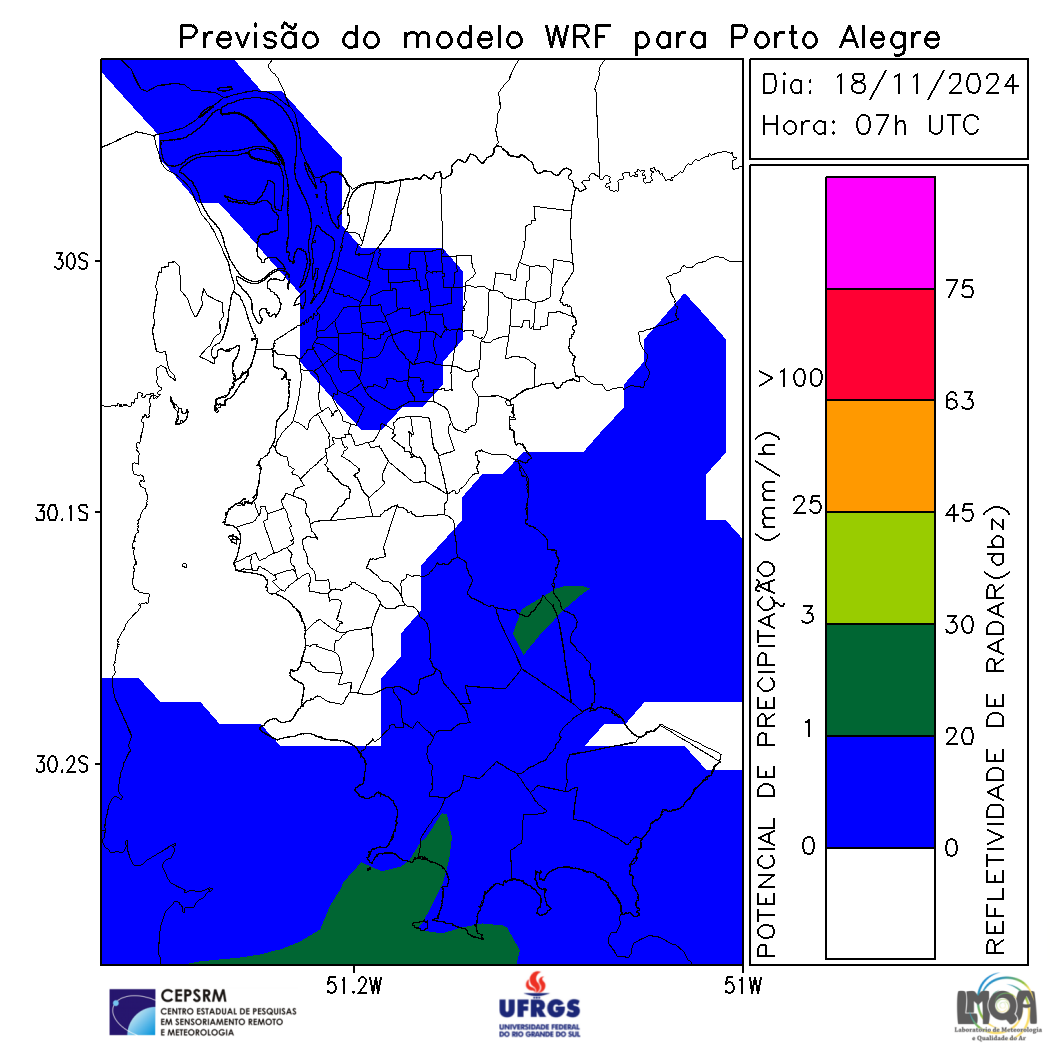 Previsão do modelo WRF para Porto Alegre
Dia: 18/11/2024
Hora: 07h UTC
30S
30.1S
30.2S
51.2W
51W
POTENCIAL DE PRECIPITAÇÃO (mm/h)
>100
25
3
1
0
75
63
45
30
20
0
REFLETIVIDADE DE RADAR(dbz)
CEPSRM
CENTRO ESTADUAL DE PESQUISAS
EM SENSORIAMENTO REMOTO
E METEOROLOGIA
UFRGS
UNIVERSIDADE FEDERAL
DO RIO GRANDE DO SUL
LMQA
Laboratório de Meteorologia
e Qualidade do Ar